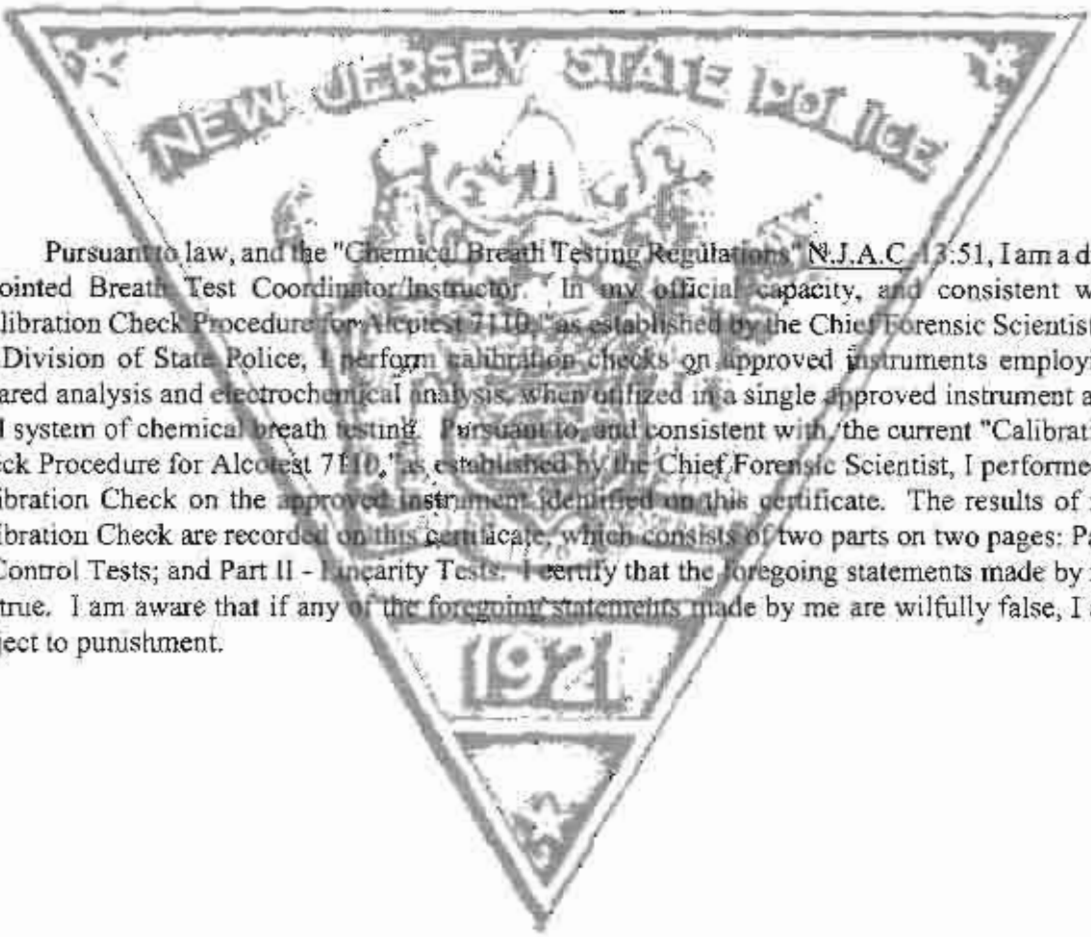 NEW JERSEY STATE POLICE
Pursuant to law, and the "Chemical Breath Testing Regulations" N.J.A.C. 13:51, I am a d
ointed Breath Test Coordinator/Instructor. In my official capacity, and consistent w
libration Check Procedure for Alcotest 7110," as established by the Chief Forensic Scientist
Division of State Police, I perform calibration checks on approved instruments employi
ared analysis and electrochemical analysis, when utilized in a single approved instrument a
l system of chemical breath testing. Pursuant to, and consistent with, the current "Calibrati
ck Procedure for Alcotest 7110," as established by the Chief Forensic Scientist, I performe
ibration Check on the approved instrument identified on this certificate. The results of
ibration Check are recorded on this certificate, which consists of two parts on two pages: Pa
Control Tests; and Part II - Linearity Tests. I certify that the foregoing statements made by
true. I am aware that if any of the foregoing statements made by me are wilfully false, I
ject to punishment.
1921